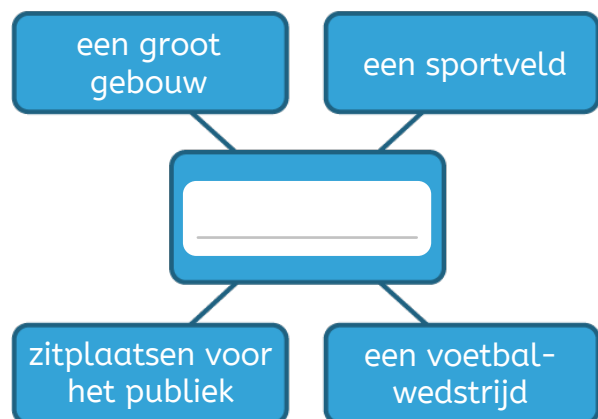 een groot
gebouw
een sportveld
zitplaatsen voor
het publiek
een voetbal-
wedstrijd